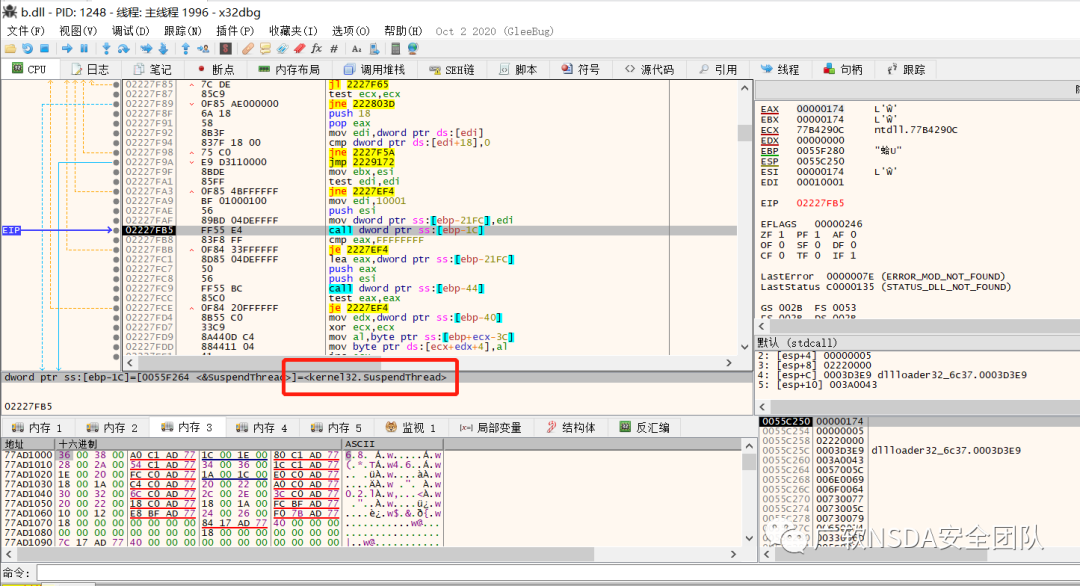 b.dll - PID: 1248 - 线程: 主线程 1996 - x32dbg
文件(F) 视图(V) 调试(D) 跟踪(N) 插件(P) 收藏夹(I) 选项(O) 帮助(H) Oct 2 2020 (GleeBug)
CPU 日志 笔记 断点 内存布局 调用堆栈 SEH链 脚本 符号 源代码 引用 线程 句柄 跟踪
02227F85 7C DE jl 2227F65
02227F87 85C9 test ecx,ecx
02227F89 0F85 AE000000 jne 222803D
02227F8F 6A 18 push 18
02227F91 58 pop eax
02227F92 8B3F mov edi,dword ptr ds:[edi]
02227F94 837F 18 00 cmp dword ptr ds:[edi+18],0
02227F98 75 C0 jne 2227F5A
02227F9A E9 D3110000 jmp 2229172
02227F9F 8BDE mov ebx,esi
02227FA1 85FF test edi,edi
02227FA3 0F85 4BFFFFFF jne 2227EF4
02227FA9 BF 01000100 mov edi,10001
02227FAE 56 push esi
02227FAF 89BD 04DEFFFF mov dword ptr ss:[ebp-21FC],edi
EIP 02227FB5 FF55 E4 call dword ptr ss:[ebp-1C]
02227FB8 83F8 FF cmp eax,FFFFFFFF
02227FBB 0F84 33FFFFFF je 2227EF4
02227FC1 8D85 04DEFFFF lea eax,dword ptr ss:[ebp-21FC]
02227FC7 50 push eax
02227FC8 56 push esi
02227FC9 FF55 BC call dword ptr ss:[ebp-44]
02227FCC 85C0 test eax,eax
02227FCE 0F84 20FFFFFF je 2227EF4
02227FD4 8B55 C0 mov edx,dword ptr ss:[ebp-40]
02227FD7 33C9 xor ecx,ecx
02227FD9 8A440D C4 mov al,byte ptr ss:[ebp+ecx-3C]
02227FDD 884411 04 mov byte ptr ds:[ecx+edx+4],al
EAX 00000174 L'Ŵ'
EBX 00000174 L'Ŵ'
ECX 77B4290C ntdll.77B4290C
EDX 00000000
EBP 0055F280
ESP 0055C250
ESI 00000174 L'Ŵ'
EDI 00010001
EIP 02227FB5
EFLAGS 00000246
ZF 1 PF 1 AF 0
OF 0 SF 0 DF 0
CF 0 TF 0 IF 1
LastError 0000007E (ERROR_MOD_NOT_FOUND)
LastStatus C0000135 (STATUS_DLL_NOT_FOUND)
GS 002B FS 0053
默认 (stdcall)
2: [esp+4] 00000005
3: [esp+8] 02220000
4: [esp+C] 0003D3E9 dllloader32_6c37.0003D3E9
5: [esp+10] 003A0043
dword ptr ss:[ebp-1C]=[0055F264 <&SuspendThread>]=<kernel32.SuspendThread>
02227FB5
内存 1 内存 2 内存 3 内存 4 内存 5 监视 1 局部变量 结构体 反汇编
地址 十六进制 ASCII
77AD1000 36 00 38 00 A0 C1 AD 77 1C 00 1E 00 80 C1 AD 77
77AD1010 28 00 2A 00 54 C1 AD 77 34 00 36 00 1C C1 AD 77
77AD1020 1E 00 20 00 FC C0 AD 77 1A 00 1C 00 E0 C0 AD 77
77AD1030 18 00 1A 00 C4 C0 AD 77 20 00 22 00 A0 C0 AD 77
77AD1040 30 00 32 00 6C C0 AD 77 2C 00 2E 00 3C C0 AD 77
77AD1050 20 00 22 00 18 C0 AD 77 18 00 1A 00 FC BF AD 77
77AD1060 10 00 12 00 E8 BF AD 77 24 00 26 00 F0 7B AD 77
77AD1070 18 00 00 00 00 00 00 00 84 17 AD 77 40 00 00 00
77AD1080 00 00 00 00 00 00 00 00 18 00 00 00 00 00 00 00
77AD1090 7C 17 AD 77 40 00 00 00 00 00 00 00 00 00 00 00
0055C250 00000174
0055C254 00000005
0055C258 02220000
0055C25C 0003D3E9 dllloader32_6c37.0003D3E9
0055C260 003A0043
0055C264 0057005C
0055C268 006E0069
0055C26C 006F0064
0055C270 00730077
0055C274 0073005C
0055C278 00730079
软NSDA安全团队
命令: